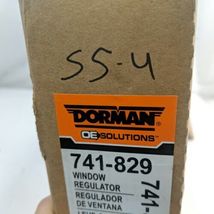 SS-4
DORMAN
OE SOLUTIONS
741-829
WINDOW
REGULATOR
REGULADOR
DE VENTANA
741-